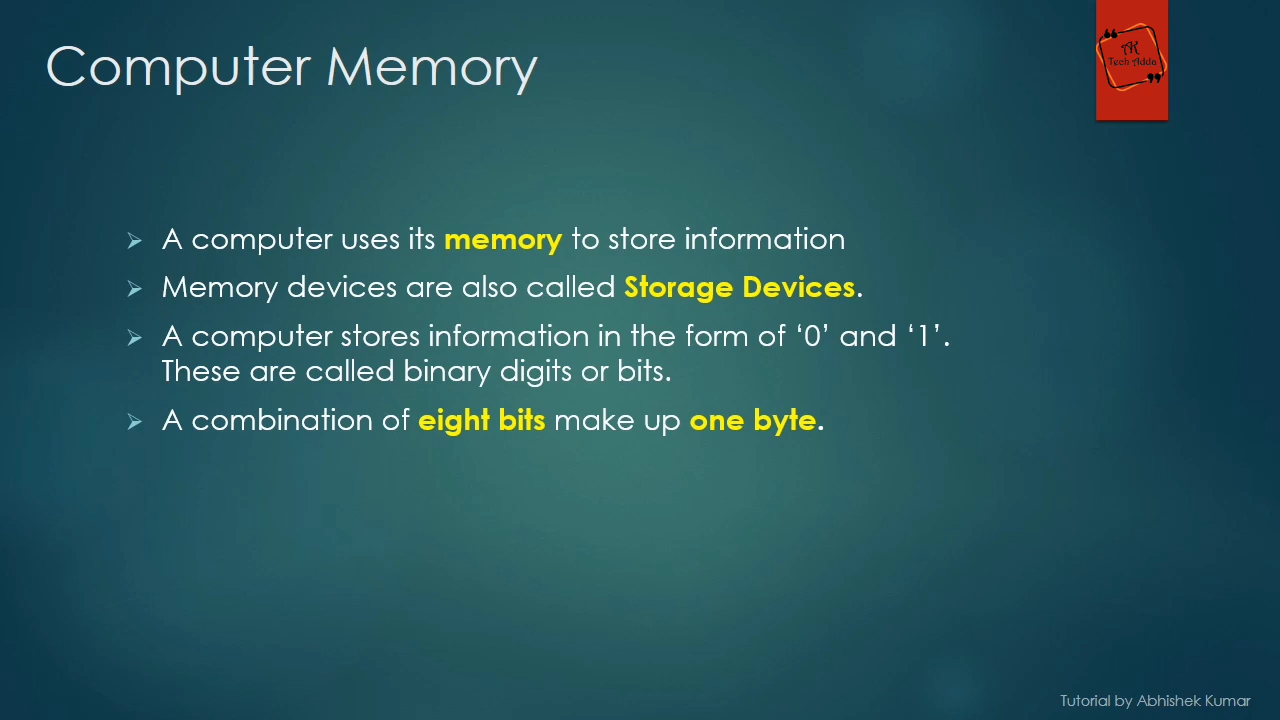 Computer Memory
AK
Tech Adda
A computer uses its memory to store information
Memory devices are also called Storage Devices.
A computer stores information in the form of ‘0’ and ‘1’.
These are called binary digits or bits.
A combination of eight bits make up one byte.
Tutorial by Abhishek Kumar